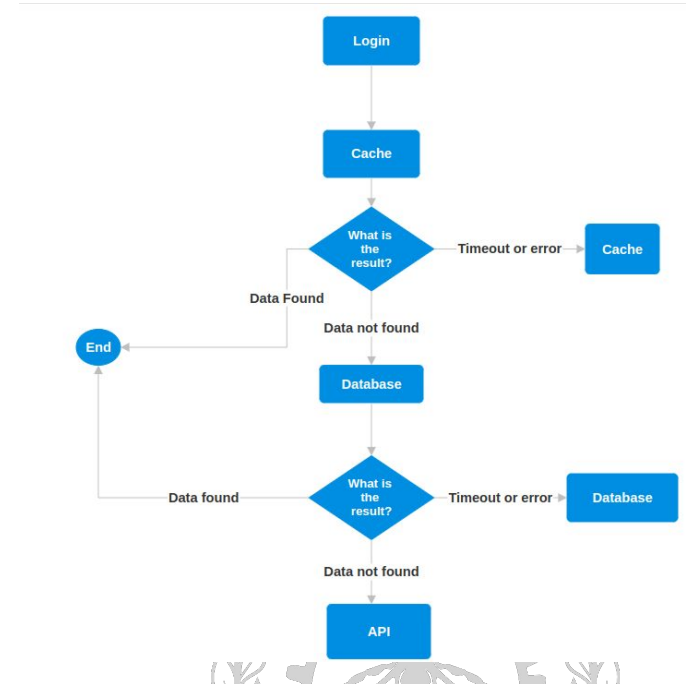 Login
Cache
What is
the
result?
Timeout or error
Cache
Data Found
Data not found
End
Database
What is
the
result?
Data found
Timeout or error
Database
Data not found
API